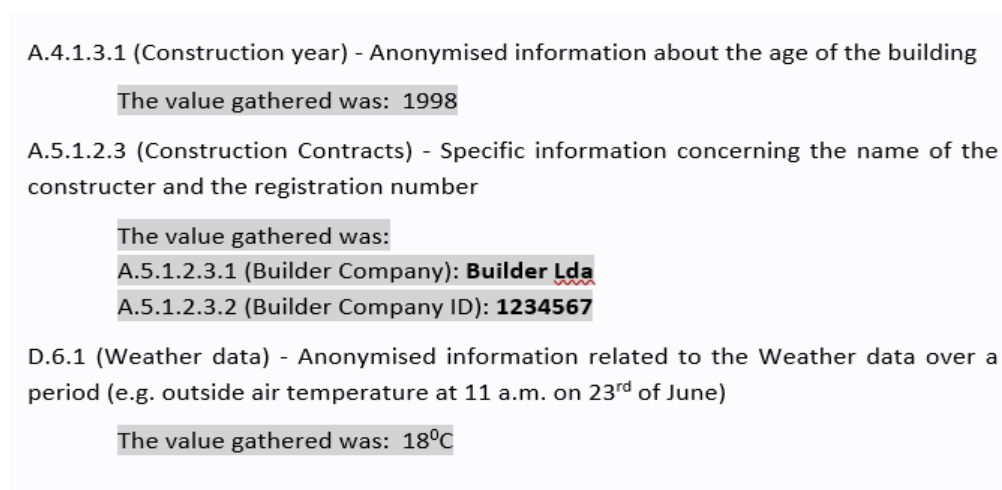 A.4.1.3.1 (Construction year) - Anonymised information about the age of the building
The value gathered was:  1998
A.5.1.2.3 (Construction Contracts) - Specific information concerning the name of the
constructer and the registration number
The value gathered was:
A.5.1.2.3.1 (Builder Company): Builder Lda
A.5.1.2.3.2 (Builder Company ID): 1234567
D.6.1 (Weather data) - Anonymised information related to the Weather data over a
period (e.g. outside air temperature at 11 a.m. on 23rd of June)
The value gathered was:  18⁰C